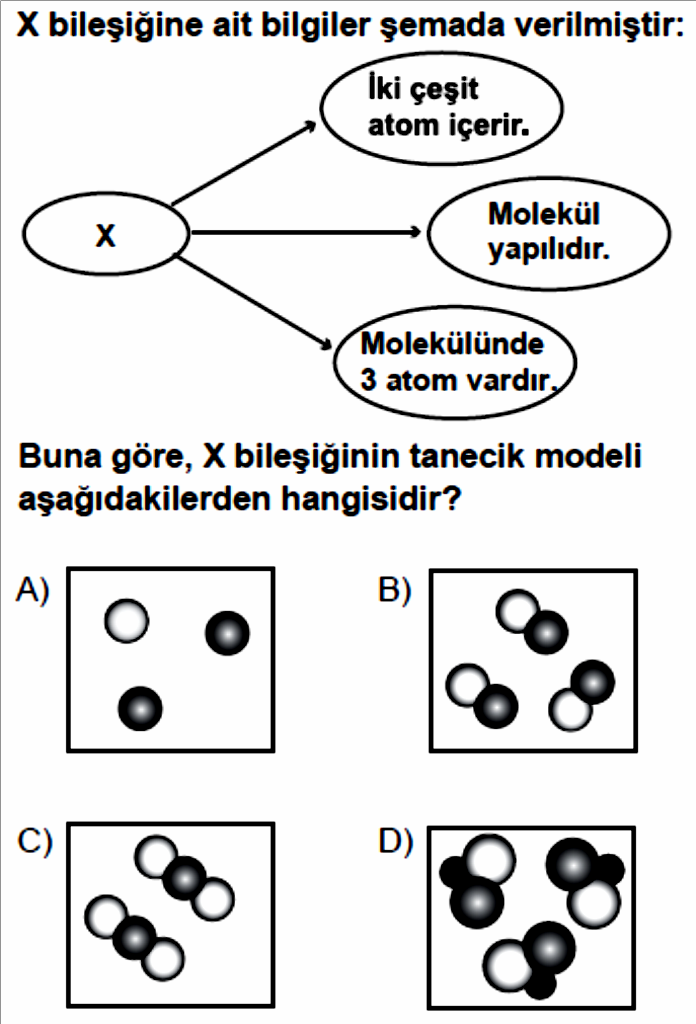 X bileşiğine ait bilgiler şemada verilmiştir:
İki çeşit
atom içerir.
X
Molekül
yapılıdır.
Molekülünde
3 atom vardır.
Buna göre, X bileşiğinin tanecik modeli
aşağıdakilerden hangisidir?
A)
B)
C)
D)